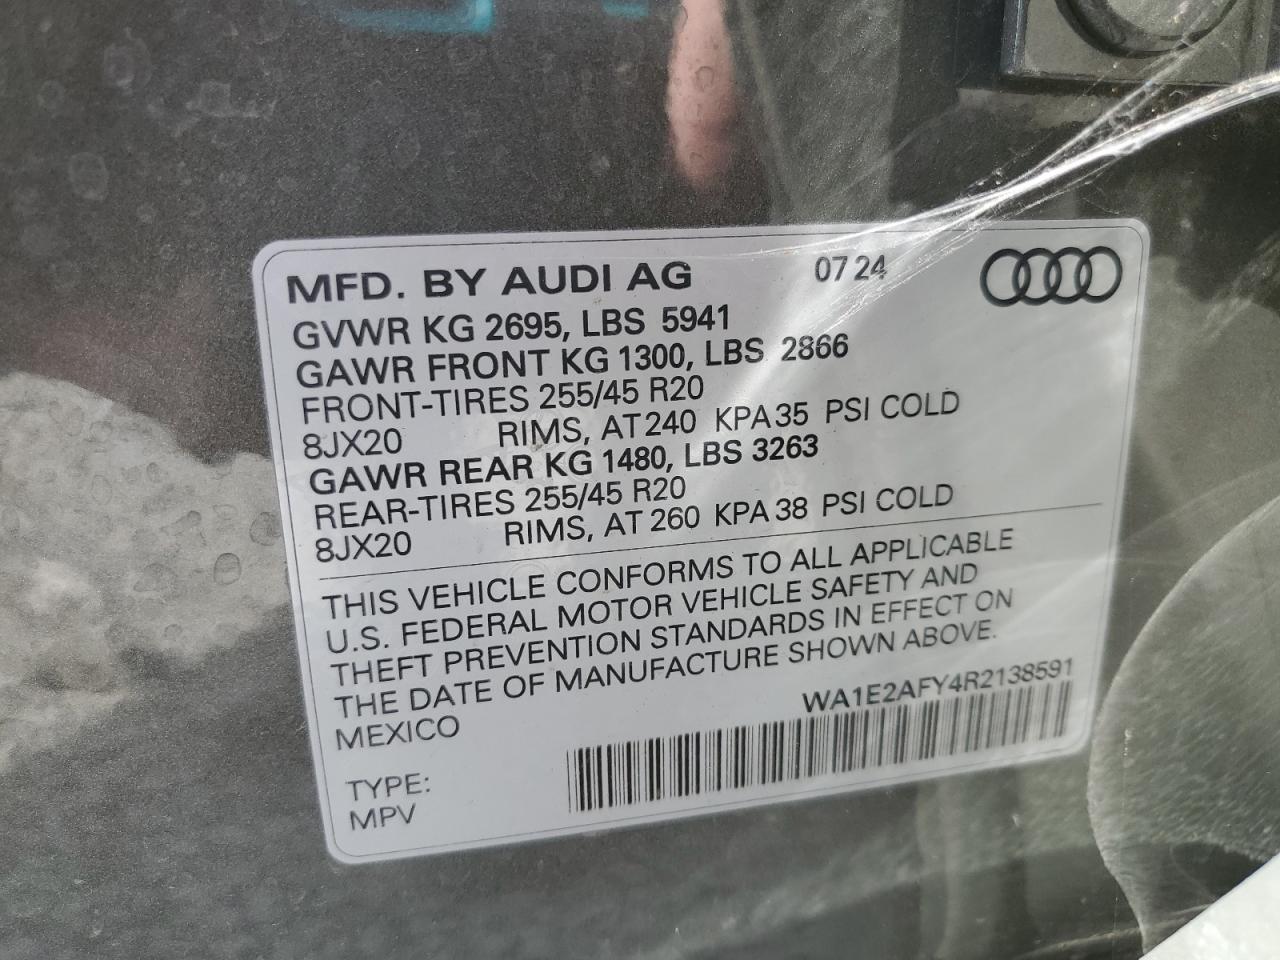 MFD. BY AUDI AG 07 24
GVWR KG 2695, LBS 5941
GAWR FRONT KG 1300, LBS 2866
FRONT-TIRES 255/45 R20
8JX20 RIMS, AT 240 KPA 35 PSI COLD
GAWR REAR KG 1480, LBS 3263
REAR-TIRES 255/45 R20
8JX20 RIMS, AT 260 KPA 38 PSI COLD
THIS VEHICLE CONFORMS TO ALL APPLICABLE
U.S. FEDERAL MOTOR VEHICLE SAFETY AND
THEFT PREVENTION STANDARDS IN EFFECT ON
THE DATE OF MANUFACTURE SHOWN ABOVE.
MEXICO WA1E2AFY4R2138591
TYPE:
MPV